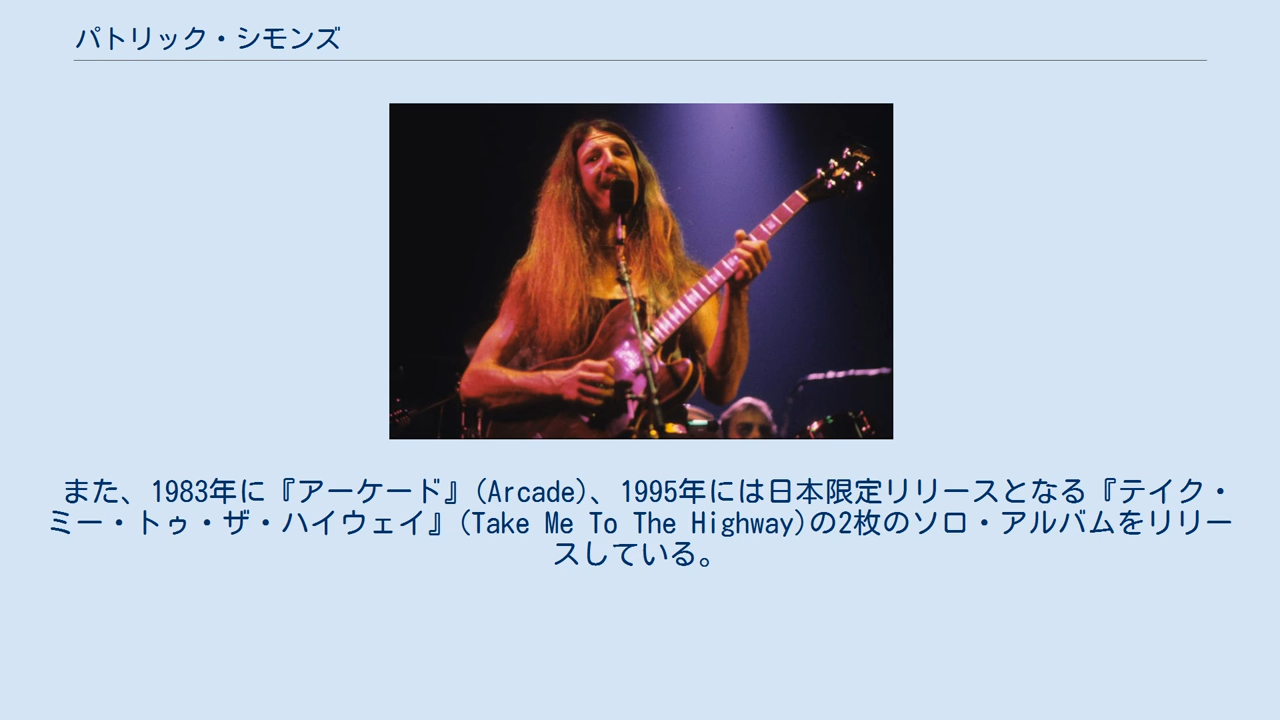 パトリック・シモンズ
また、1983年に『アーケード』(Arcade)、1995年には日本限定リリースとなる『テイク・
ミー・トゥ・ザ・ハイウェイ』(Take Me To The Highway)の2枚のソロ・アルバムをリリー
スしている。